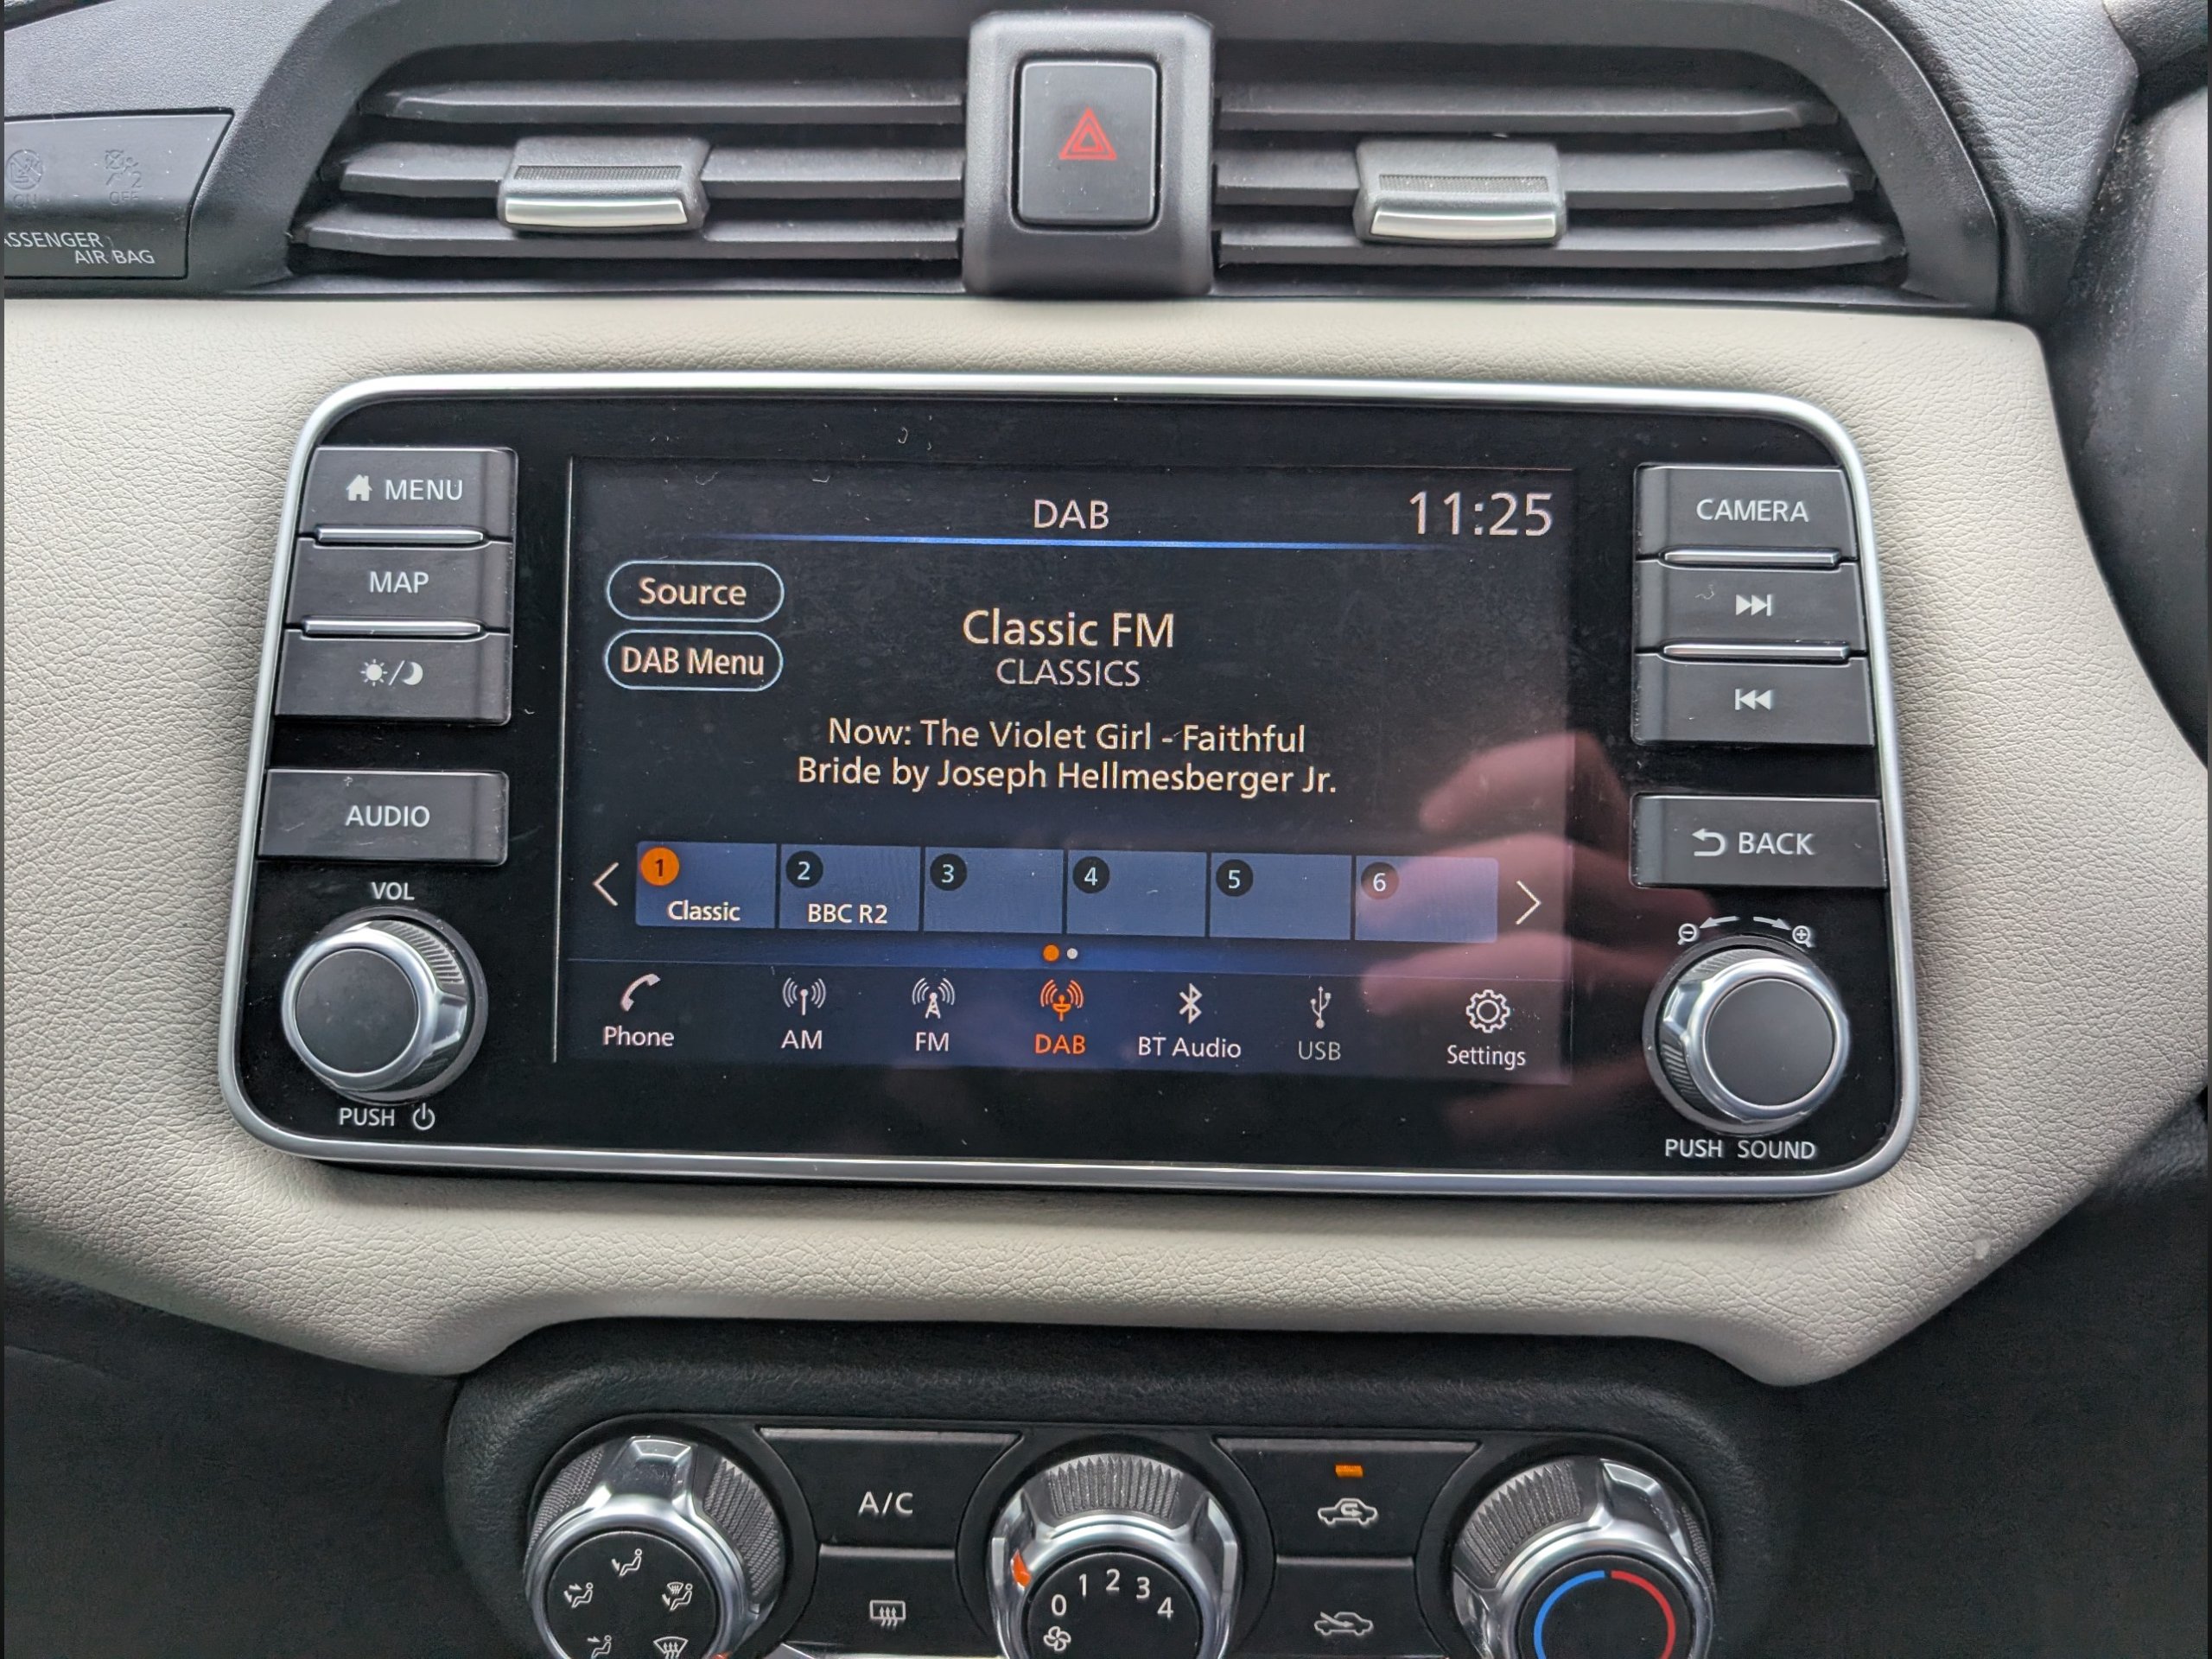 PASSENGER
AIR BAG
MENU
MAP
AUDIO
VOL
PUSH
DAB
11:25
Source
DAB Menu
Classic FM
CLASSICS
Now: The Violet Girl - Faithful
Bride by Joseph Hellmesberger Jr.
1 2 3 4 5 6
Classic BBC R2
Phone AM FM DAB BT Audio USB Settings
CAMERA
BACK
PUSH SOUND
A/C
0 1 2 3 4